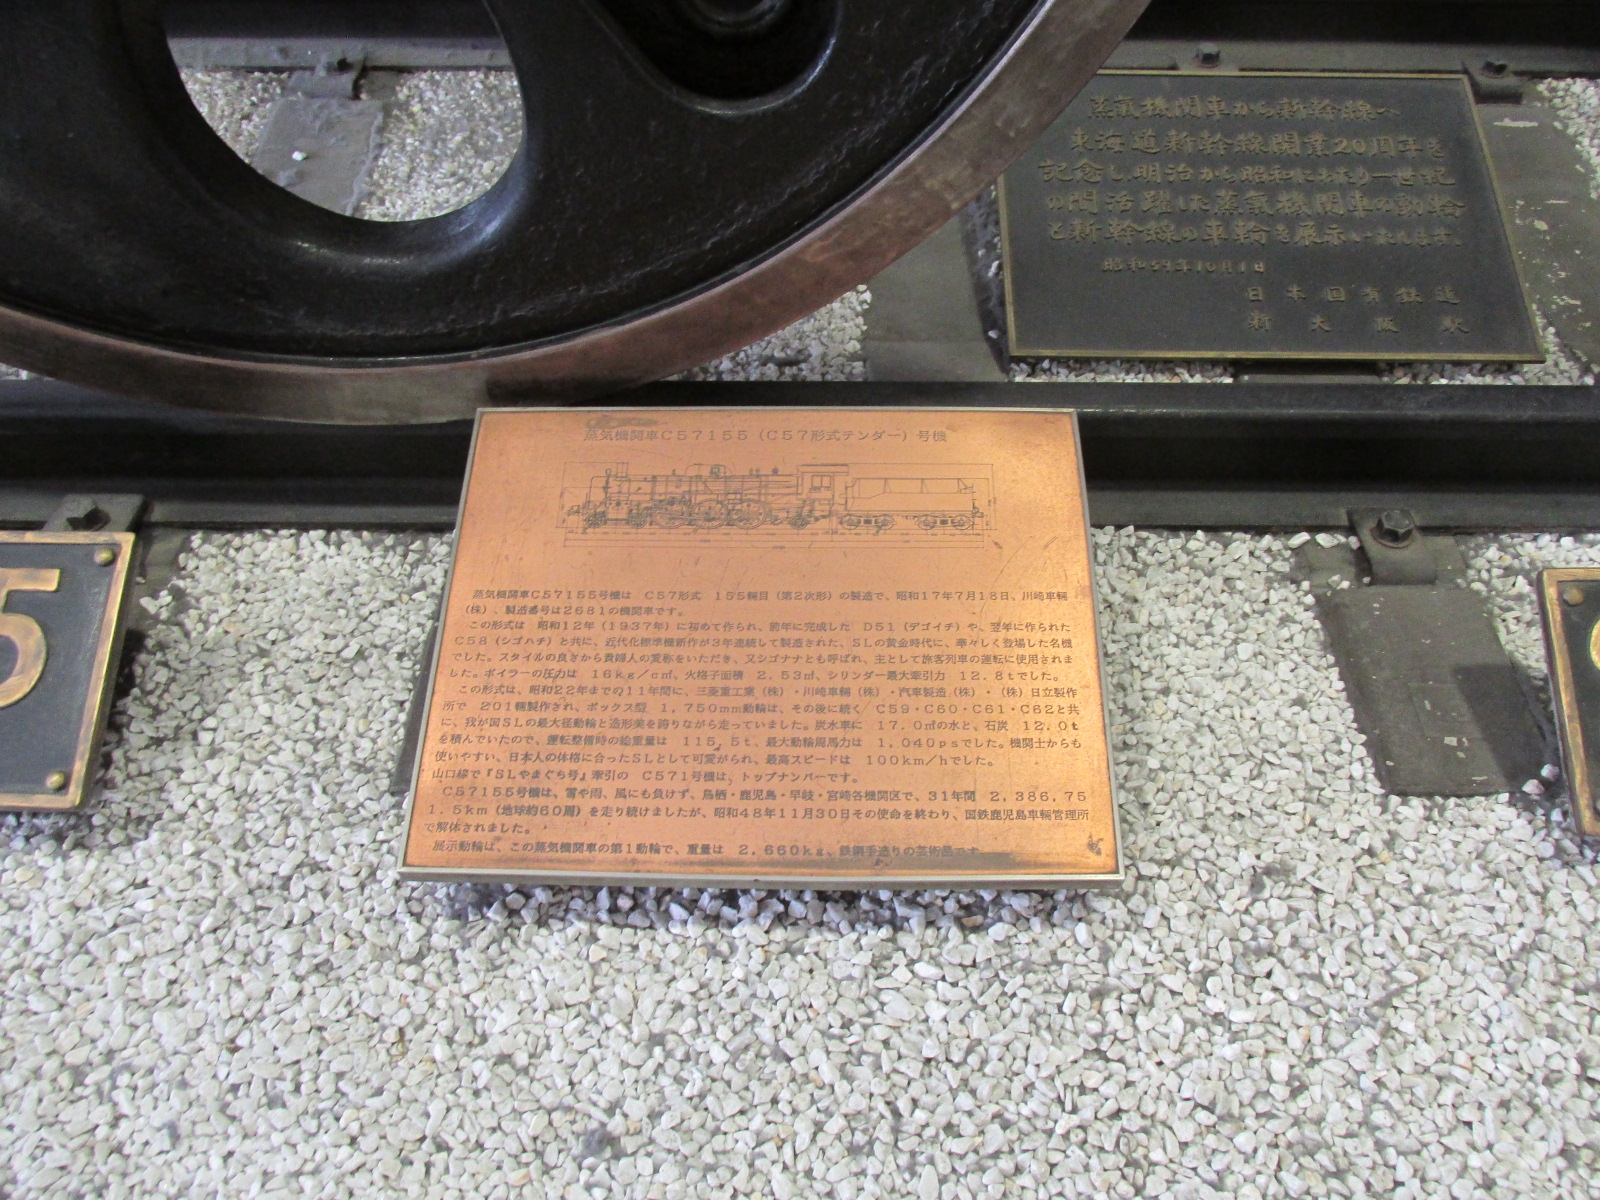 蒸気機関車から新幹線へ
東海道新幹線開業20周年を
記念し、明治から昭和にわたり一世紀
の間活躍した蒸気機関車の動輪
と新幹線の車輪を展示いたします。
昭和59年10月1日
日本国有鉄道
新大阪駅
蒸気機関車C57155(C57形式テンダー)号機
蒸気機関車C57155号機は C57形式 155輌目(第2次形)の製造で、昭和17年7月18日、川崎車輌
(株)、製造番号は2681の機関車です。
この形式は 昭和12年(1937年)に初めて作られ、前年に完成した D51(デゴイチ)や、翌年に作られた
C58(シゴハチ)と共に、近代化標準機新作が3年連続して製造された、SLの黄金時代に、華々しく登場した名機
でした。スタイルの良さから貴婦人の愛称をいただき、又シゴナナとも呼ばれ、主として旅客列車の運転に使用されま
した。ボイラーの圧力は 16kg/c㎡、火格子面積 2.53㎡、シリンダー最大牽引力 12.8tでした。
この形式は、昭和22年までの11年間に、三菱重工業(株)・川崎車輌(株)・汽車製造(株)・(株)日立製作
所で 201輌製作され、ボックス型 1,750mm動輪は、その後に続く C59・C60・C61・C62と共
に、我が国SLの最大径動輪と造形美を誇りながら走っていました。炭水車に 17.0㎥の水と、石炭 12.0t
を積んでいたので、運転整備時の総重量は 115.5t、最大動輪周馬力は 1,040psでした。機関士からも
使いやすい、日本人の体格に合ったSLとして可愛がられ、最高スピードは 100km/hでした。
山口線で『SLやまぐち号』牽引の C571号機は、トップナンバーです。
C57155号機は、雪や雨、風にも負けず、鳥栖・鹿児島・早岐・宮崎各機関区で、31年間 2,386,75
1.5km(地球約60周)を走り続けましたが、昭和48年11月30日その使命を終わり、国鉄鹿児島車輌管理所
で解体されました。
展示動輪は、この蒸気機関車の第1動輪で、重量は 2,660kg、鉄鋼手造りの芸術品です。
5